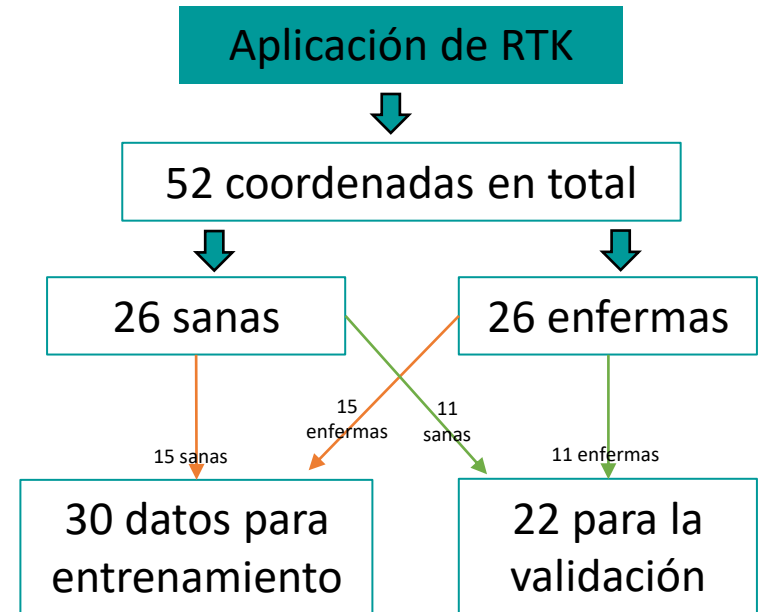 Aplicación de RTK
52 coordenadas en total
26 sanas
26 enfermas
15
enfermas
11
sanas
15 sanas
11 enfermas
30 datos para
entrenamiento
22 para la
validación